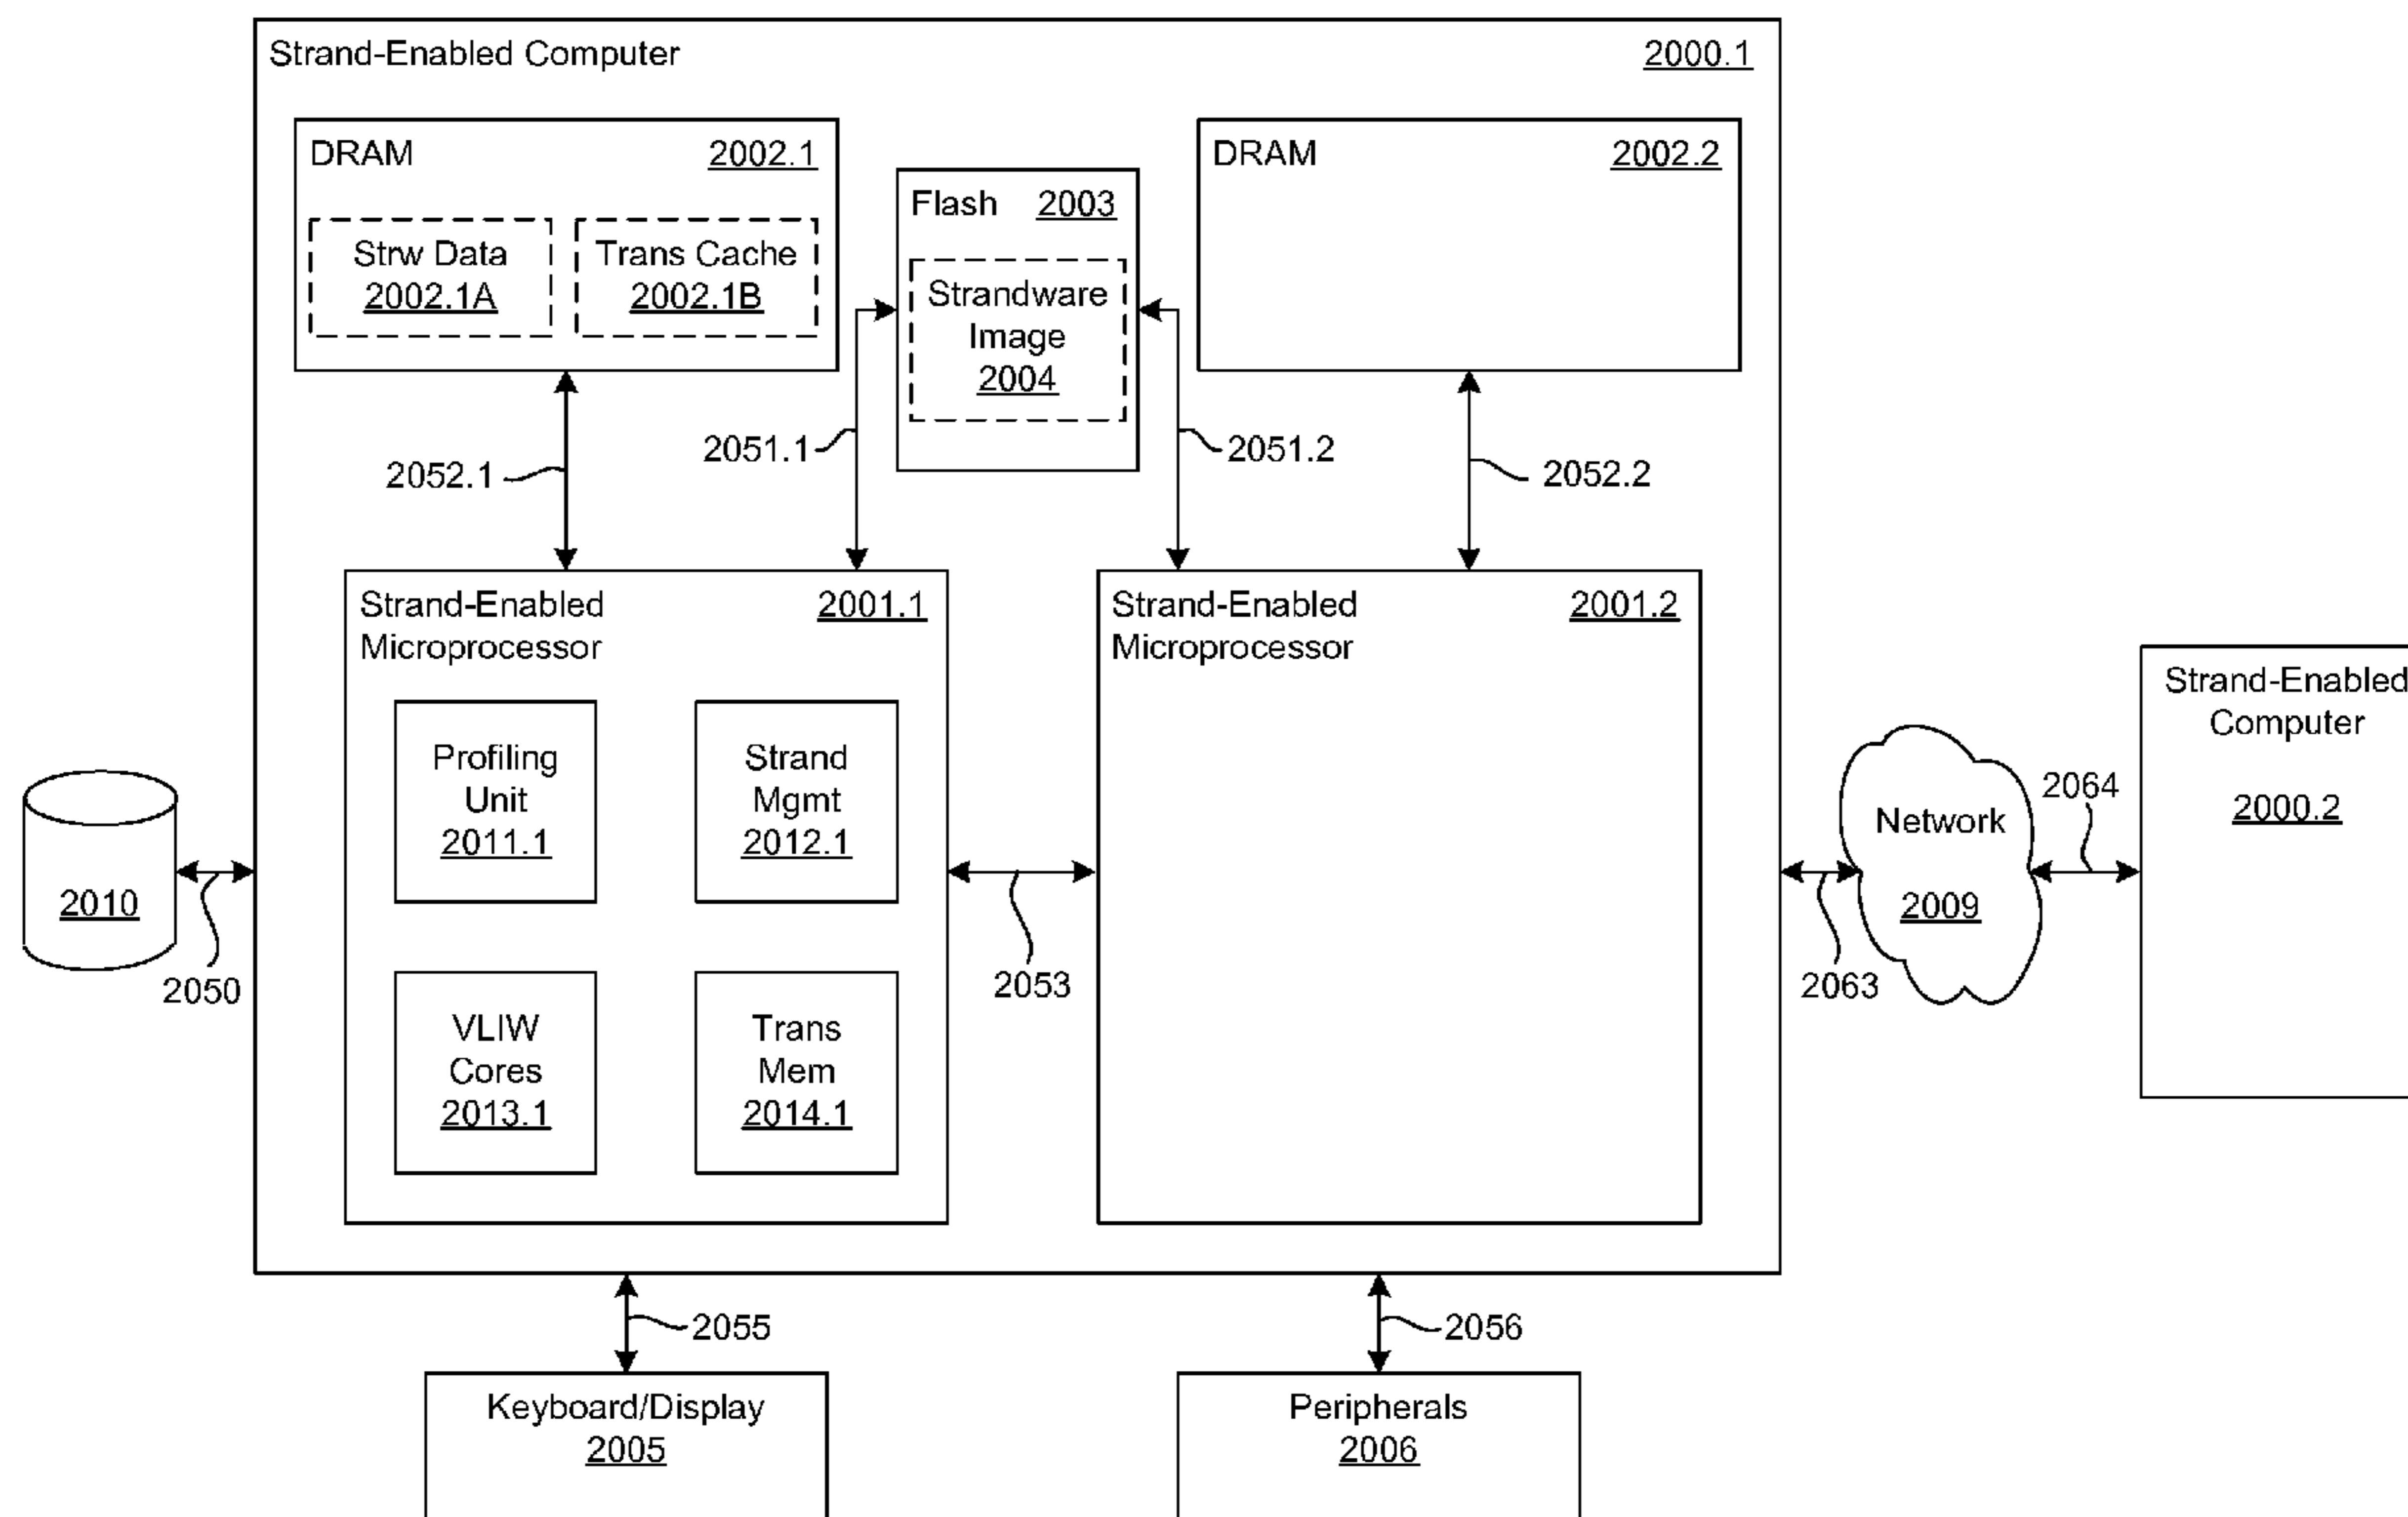 Strand-Enabled Computer 2000.1
DRAM 2002.1
Strw Data
2002.1A
Trans Cache
2002.1B
Flash 2003
Strandware
Image
2004
DRAM 2002.2
2052.1
2051.1
2051.2
2052.2
Strand-Enabled 2001.1
Microprocessor
Profiling
Unit
2011.1
Strand
Mgmt
2012.1
VLIW
Cores
2013.1
Trans
Mem
2014.1
Strand-Enabled 2001.2
Microprocessor
2010
2050
2053
2063
Network
2009
2064
Strand-Enabled
Computer
2000.2
2055
2056
Keyboard/Display
2005
Peripherals
2006